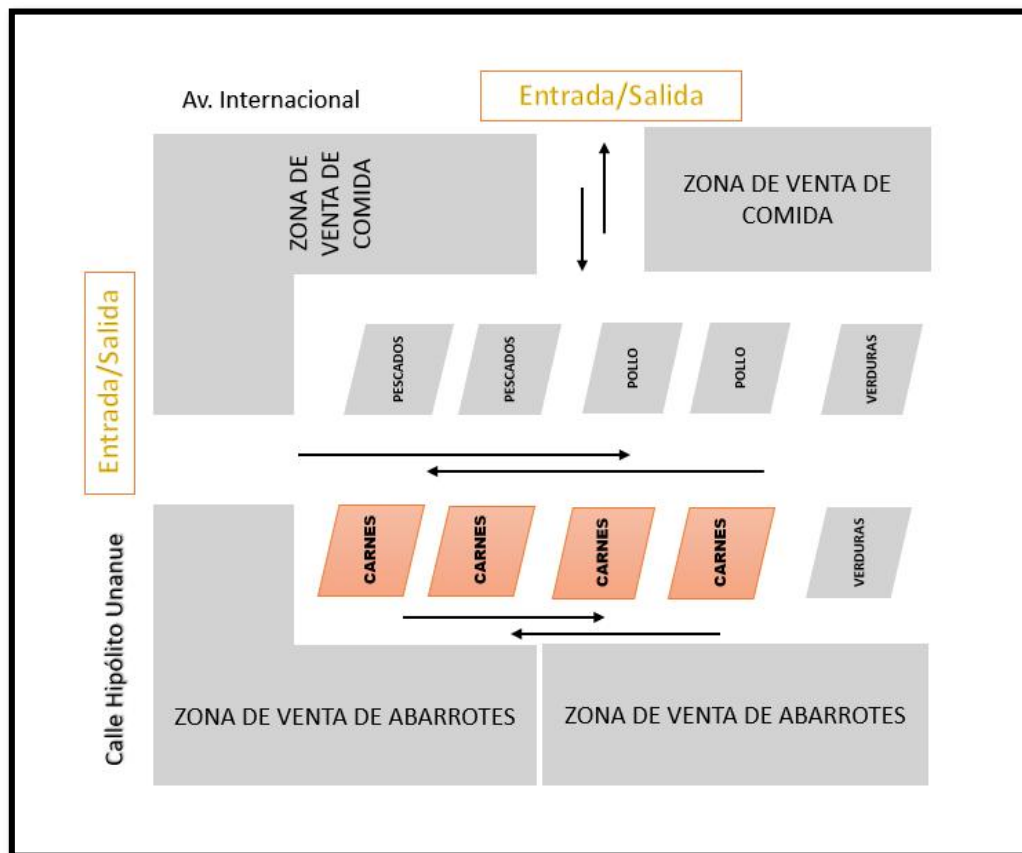 Av. Internacional
Entrada/Salida
ZONA DE
VENTA DE
COMIDA
ZONA DE VENTA DE
COMIDA
Entrada/Salida
PESCADOS
PESCADOS
POLLO
POLLO
VERDURAS
CARNES
CARNES
CARNES
CARNES
VERDURAS
Calle Hipólito Unanue
ZONA DE VENTA DE ABARROTES
ZONA DE VENTA DE ABARROTES